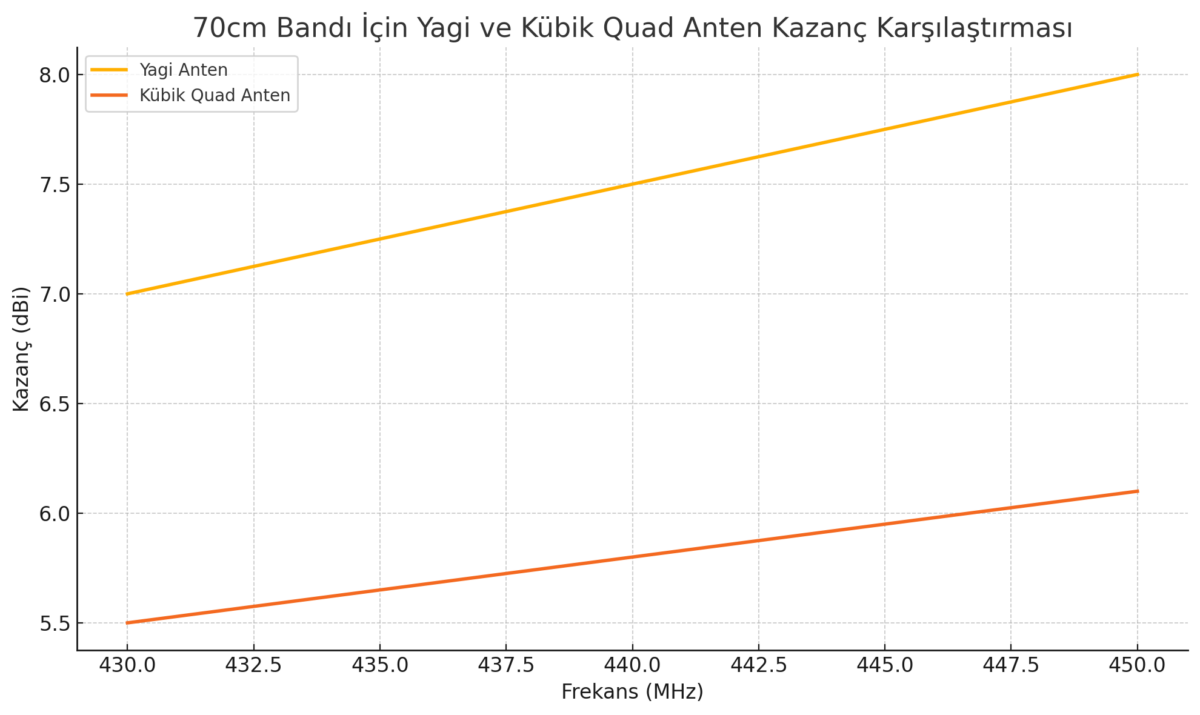 70cm Bandı İçin Yagi ve Kübik Quad Anten Kazanç Karşılaştırması
Yagi Anten
Kübik Quad Anten
Kazanç (dBi)
8.0
7.5
7.0
6.5
6.0
5.5
430.0 432.5 435.0 437.5 440.0 442.5 445.0 447.5 450.0
Frekans (MHz)